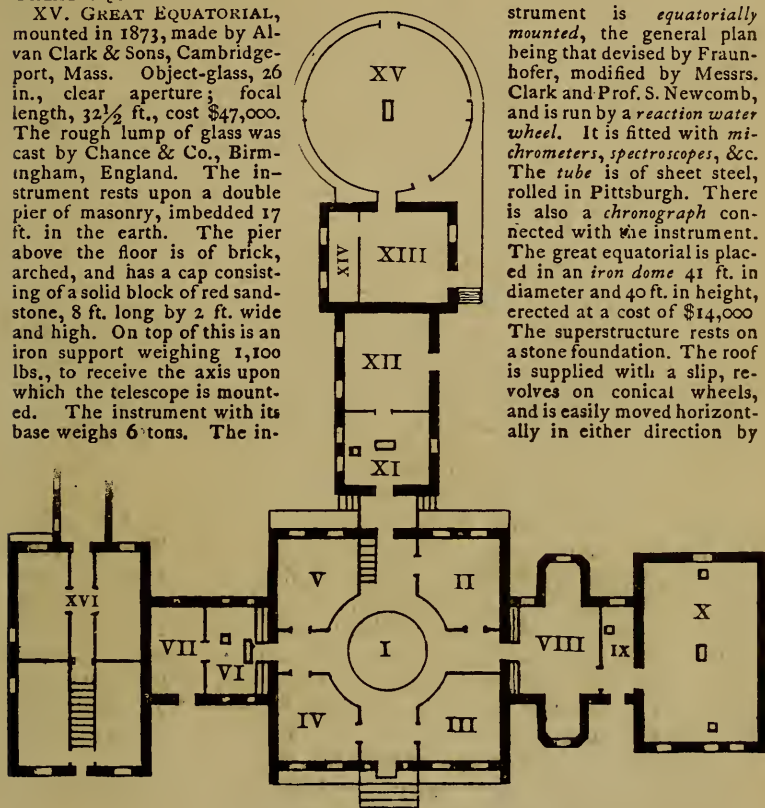 XV. GREAT EQUATORIAL,
mounted in 1873, made by Al-
van Clark & Sons, Cambridge-
port, Mass. Object-glass, 26
in., clear aperture; focal
length, 32½ ft., cost $47,000.
The rough lump of glass was
cast by Chance & Co., Birm-
ingham, England. The in-
strument rests upon a double
pier of masonry, imbedded 17
ft. in the earth. The pier
above the floor is of brick,
arched, and has a cap consist-
ing of a solid block of red sand-
stone, 8 ft. long by 2 ft. wide
and high. On top of this is an
iron support weighing 1,100
lbs., to receive the axis upon
which the telescope is mount-
ed. The instrument with its
base weighs 6 tons. The in-
strument is equatorially
mounted, the general plan
being that devised by Fraun-
hofer, modified by Messrs.
Clark and Prof. S. Newcomb,
and is run by a reaction water
wheel. It is fitted with mi-
chrometers, spectroscopes, &c.
The tube is of sheet steel,
rolled in Pittsburgh. There
is also a chronograph con-
nected with the instrument.
The great equatorial is plac-
ed in an iron dome 41 ft. in
diameter and 40 ft. in height,
erected at a cost of $14,000
The superstructure rests on
a stone foundation. The roof
is supplied with a slip, re-
volves on conical wheels,
and is easily moved horizont-
ally in either direction by
XV
XIV
XIII
XII
XI
V
II
XVI
VII
VI
I
VIII
IX
X
IV
III